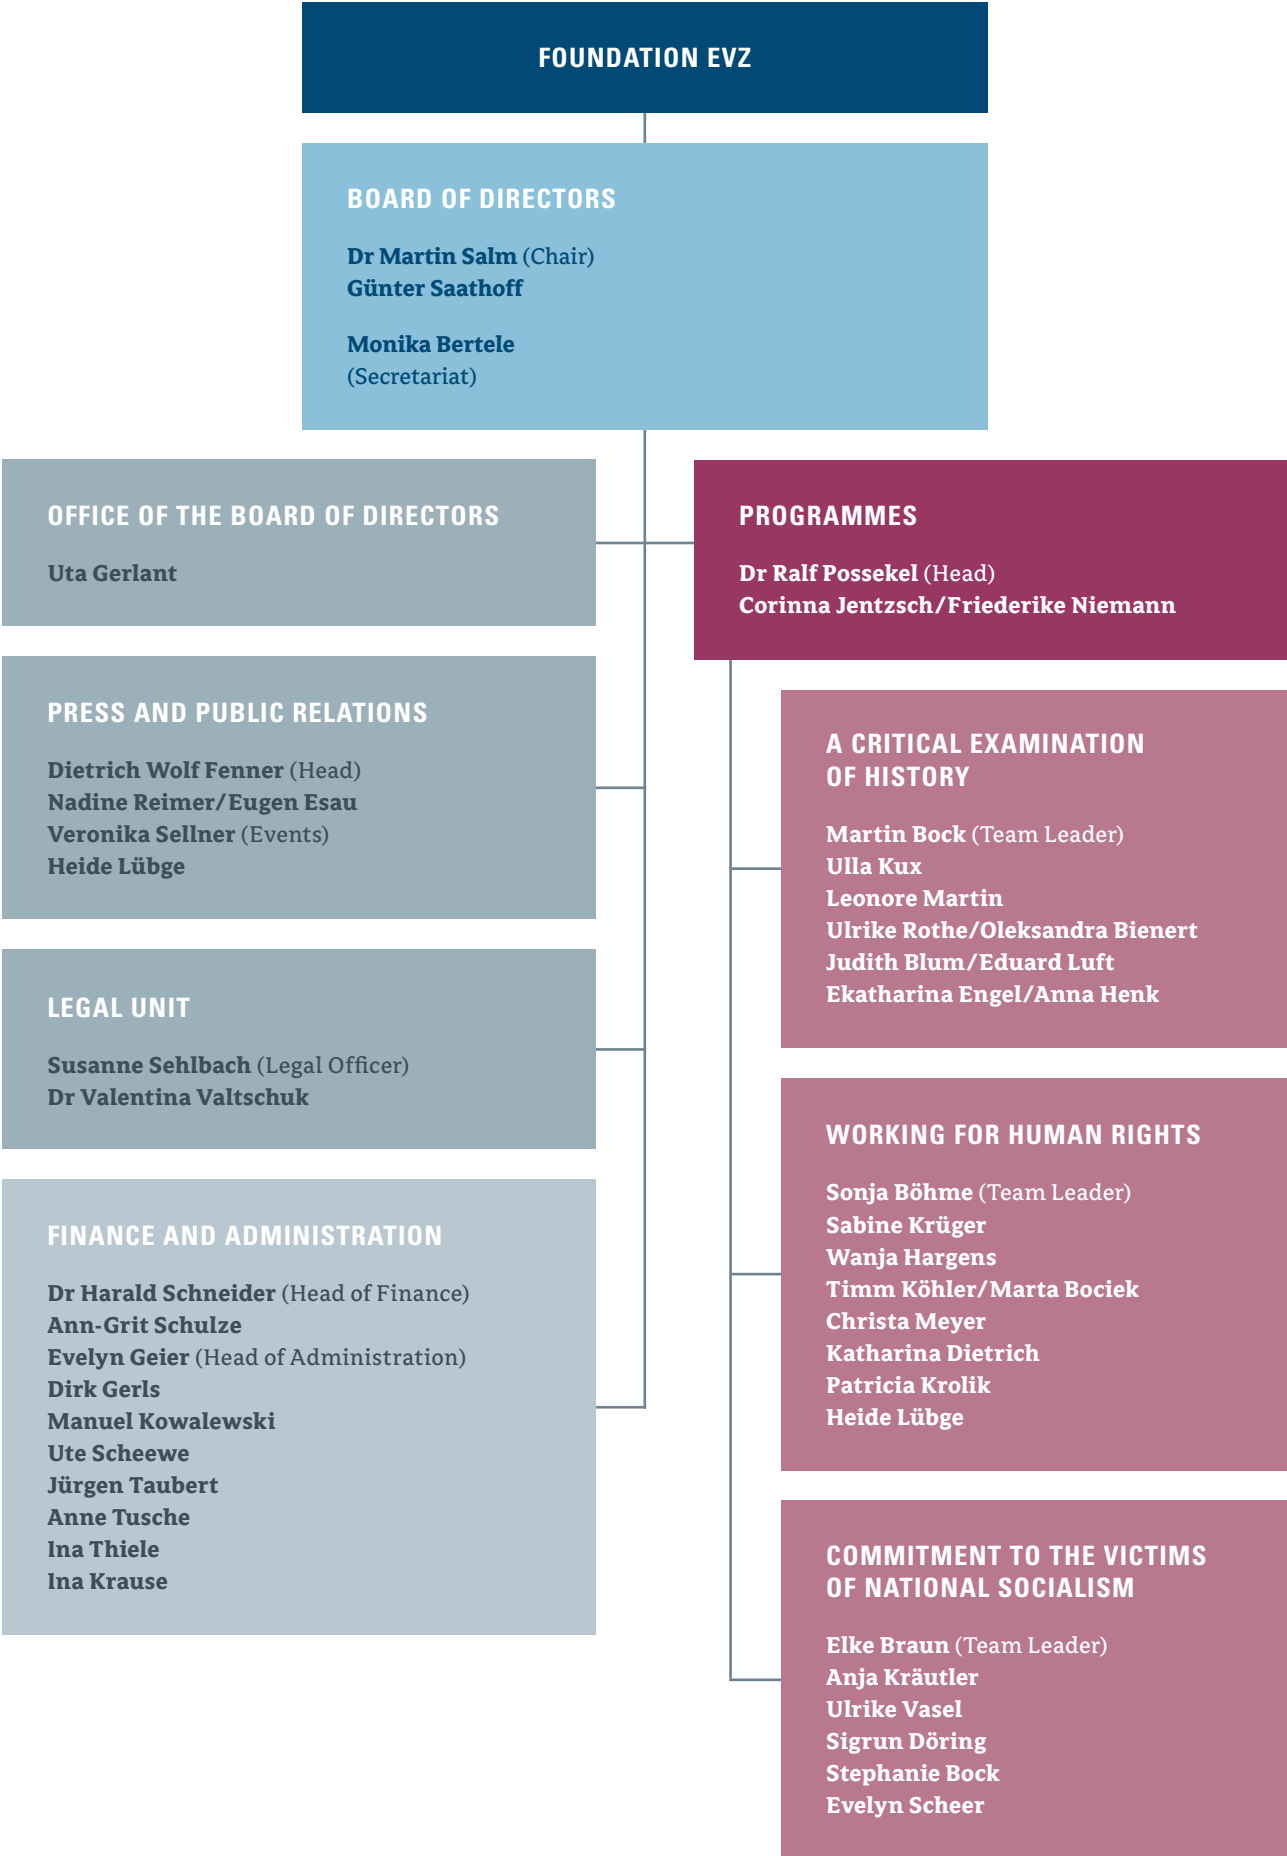 FOUNDATION EVZ
BOARD OF DIRECTORS
Dr Martin Salm (Chair)
Günter Saathoff
Monika Bertele
(Secretariat)
OFFICE OF THE BOARD OF DIRECTORS
Uta Gerlant
PRESS AND PUBLIC RELATIONS
Dietrich Wolf Fenner (Head)
Nadine Reimer/Eugen Esau
Veronika Sellner (Events)
Heide Lübge
LEGAL UNIT
Susanne Sehlbach (Legal Officer)
Dr Valentina Valtschuk
FINANCE AND ADMINISTRATION
Dr Harald Schneider (Head of Finance)
Ann-Grit Schulze
Evelyn Geier (Head of Administration)
Dirk Gerls
Manuel Kowalewski
Ute Scheewe
Jürgen Taubert
Anne Tusche
Ina Thiele
Ina Krause
PROGRAMMES
Dr Ralf Possekel (Head)
Corinna Jentzsch/Friederike Niemann
A CRITICAL EXAMINATION
OF HISTORY
Martin Bock (Team Leader)
Ulla Kux
Leonore Martin
Ulrike Rothe/Oleksandra Bienert
Judith Blum/Eduard Luft
Ekatharina Engel/Anna Henk
WORKING FOR HUMAN RIGHTS
Sonja Böhme (Team Leader)
Sabine Krüger
Wanja Hargens
Timm Köhler/Marta Bociek
Christa Meyer
Katharina Dietrich
Patricia Krolik
Heide Lübge
COMMITMENT TO THE VICTIMS
OF NATIONAL SOCIALISM
Elke Braun (Team Leader)
Anja Kräutler
Ulrike Vasel
Sigrun Döring
Stephanie Bock
Evelyn Scheer